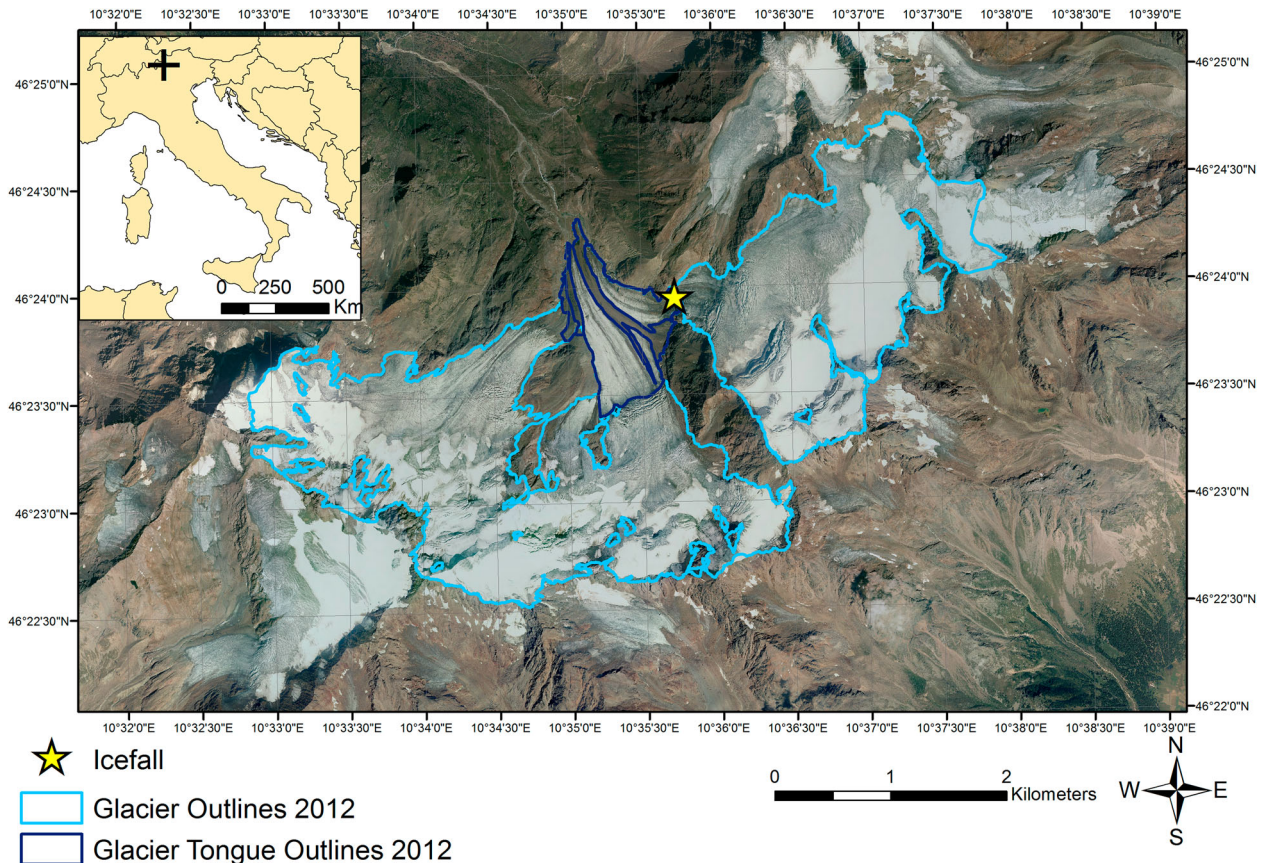 10°32'0"E 10°32'30"E 10°33'0"E 10°33'30"E 10°34'0"E 10°34'30"E 10°35'0"E 10°35'30"E 10°36'0"E 10°36'30"E 10°37'0"E 10°37'30"E 10°38'0"E 10°38'30"E 10°39'0"E
46°25'0"N 46°25'0"N
46°24'30"N 46°24'30"N
0 250 500
Km
46°24'0"N 46°24'0"N
46°23'30"N 46°23'30"N
46°23'0"N 46°23'0"N
46°22'30"N 46°22'30"N
46°22'0"N
10°32'0"E 10°32'30"E 10°33'0"E 10°33'30"E 10°34'0"E 10°34'30"E 10°35'0"E 10°35'30"E 10°36'0"E 10°36'30"E 10°37'0"E 10°37'30"E 10°38'0"E 10°38'30"E 10°39'0"E
Icefall
Glacier Outlines 2012
Glacier Tongue Outlines 2012
0 1 2
Kilometers
N
W E
S